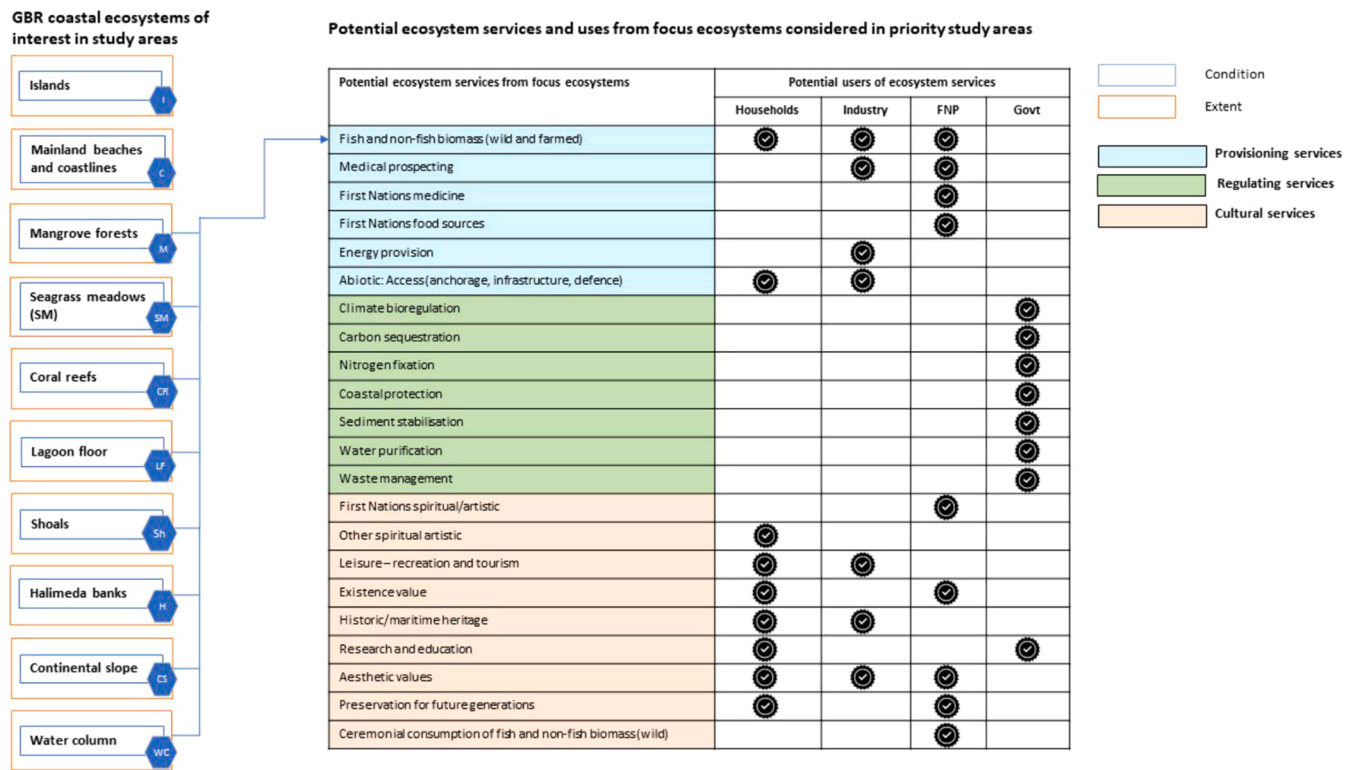 GBR coastal ecosystems of
interest in study areas
Islands
I
Mainland beaches
and coastlines
C
Mangrove forests
M
Seagrass meadows
(SM)
SM
Coral reefs
CR
Lagoon floor
LF
Shoals
Sh
Halimeda banks
H
Continental slope
CS
Water column
WC
Potential ecosystem services and uses from focus ecosystems considered in priority study areas
Potential ecosystem services from focus ecosystems
Potential users of ecosystem services
Households Industry FNP Govt
Fish and non-fish biomass (wild and farmed)
Medical prospecting
First Nations medicine
First Nations food sources
Energy provision
Abiotic: Access (anchorage, infrastructure, defence)
Climate bioregulation
Carbon sequestration
Nitrogen fixation
Coastal protection
Sediment stabilisation
Water purification
Waste management
First Nations spiritual/artistic
Other spiritual artistic
Leisure – recreation and tourism
Existence value
Historic/maritime heritage
Research and education
Aesthetic values
Preservation for future generations
Ceremonial consumption of fish and non-fish biomass (wild)
Condition
Extent
Provisioning services
Regulating services
Cultural services